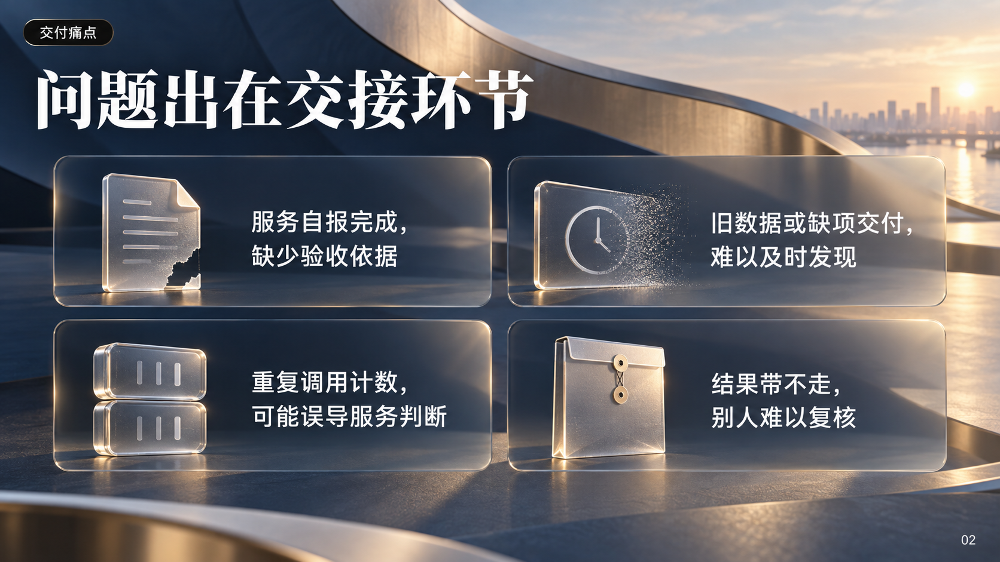 交付痛点
问题出在交接环节
服务自报完成，
缺少验收依据
旧数据或缺项交付，
难以及时发现
重复调用计数，
可能误导服务判断
结果带不走，
别人难以复核
02